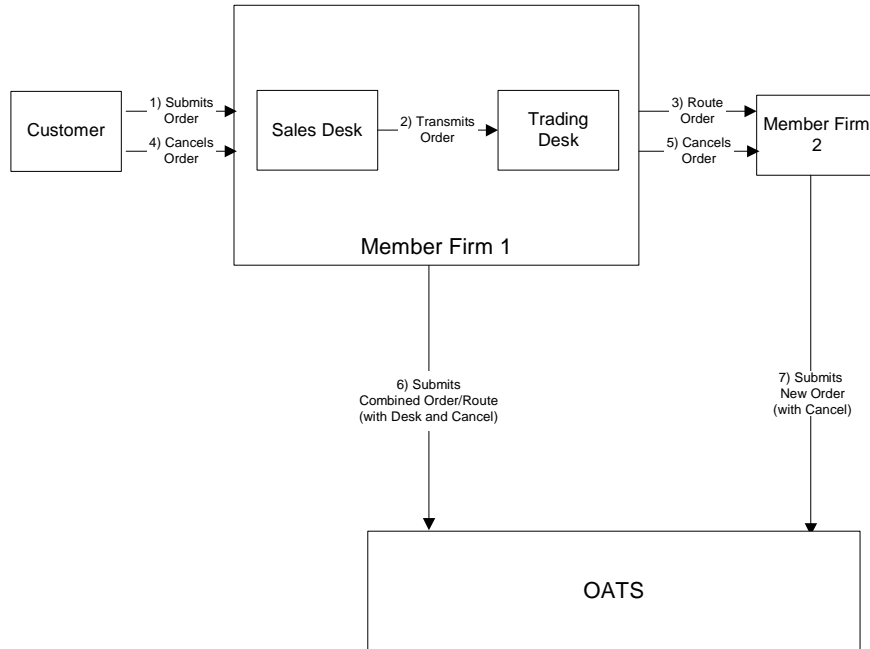 Customer
1) Submits
Order
4) Cancels
Order
Sales Desk
2) Transmits
Order
Trading
Desk
Member Firm 1
3) Route
Order
5) Cancels
Order
Member Firm
2
6) Submits
Combined Order/Route
(with Desk and Cancel)
7) Submits
New Order
(with Cancel)
OATS